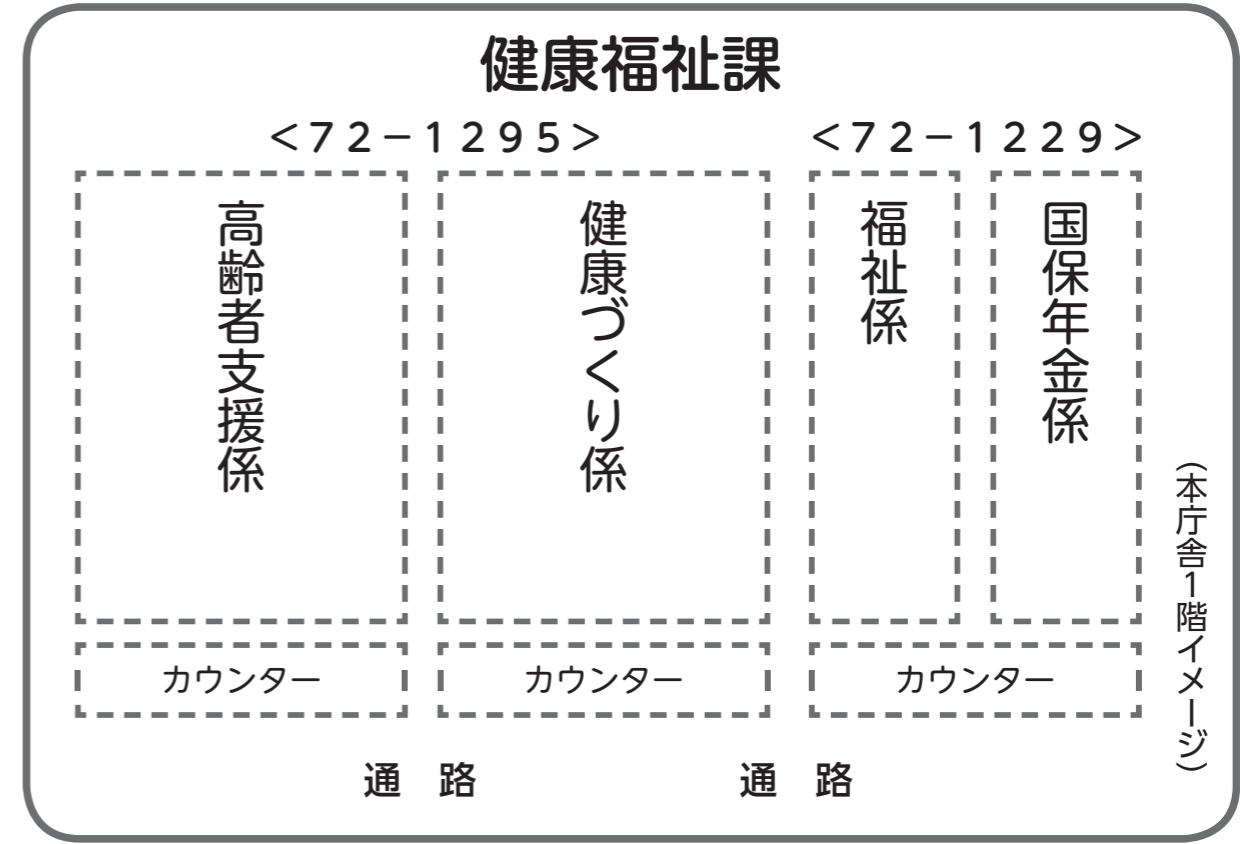 健康福祉課
<72-1295>
<72-1229>
高齢者支援係
健康づくり係
福祉係
国保年金係
カウンター
カウンター
カウンター
通 路
通 路
(本庁舎1階イメージ)